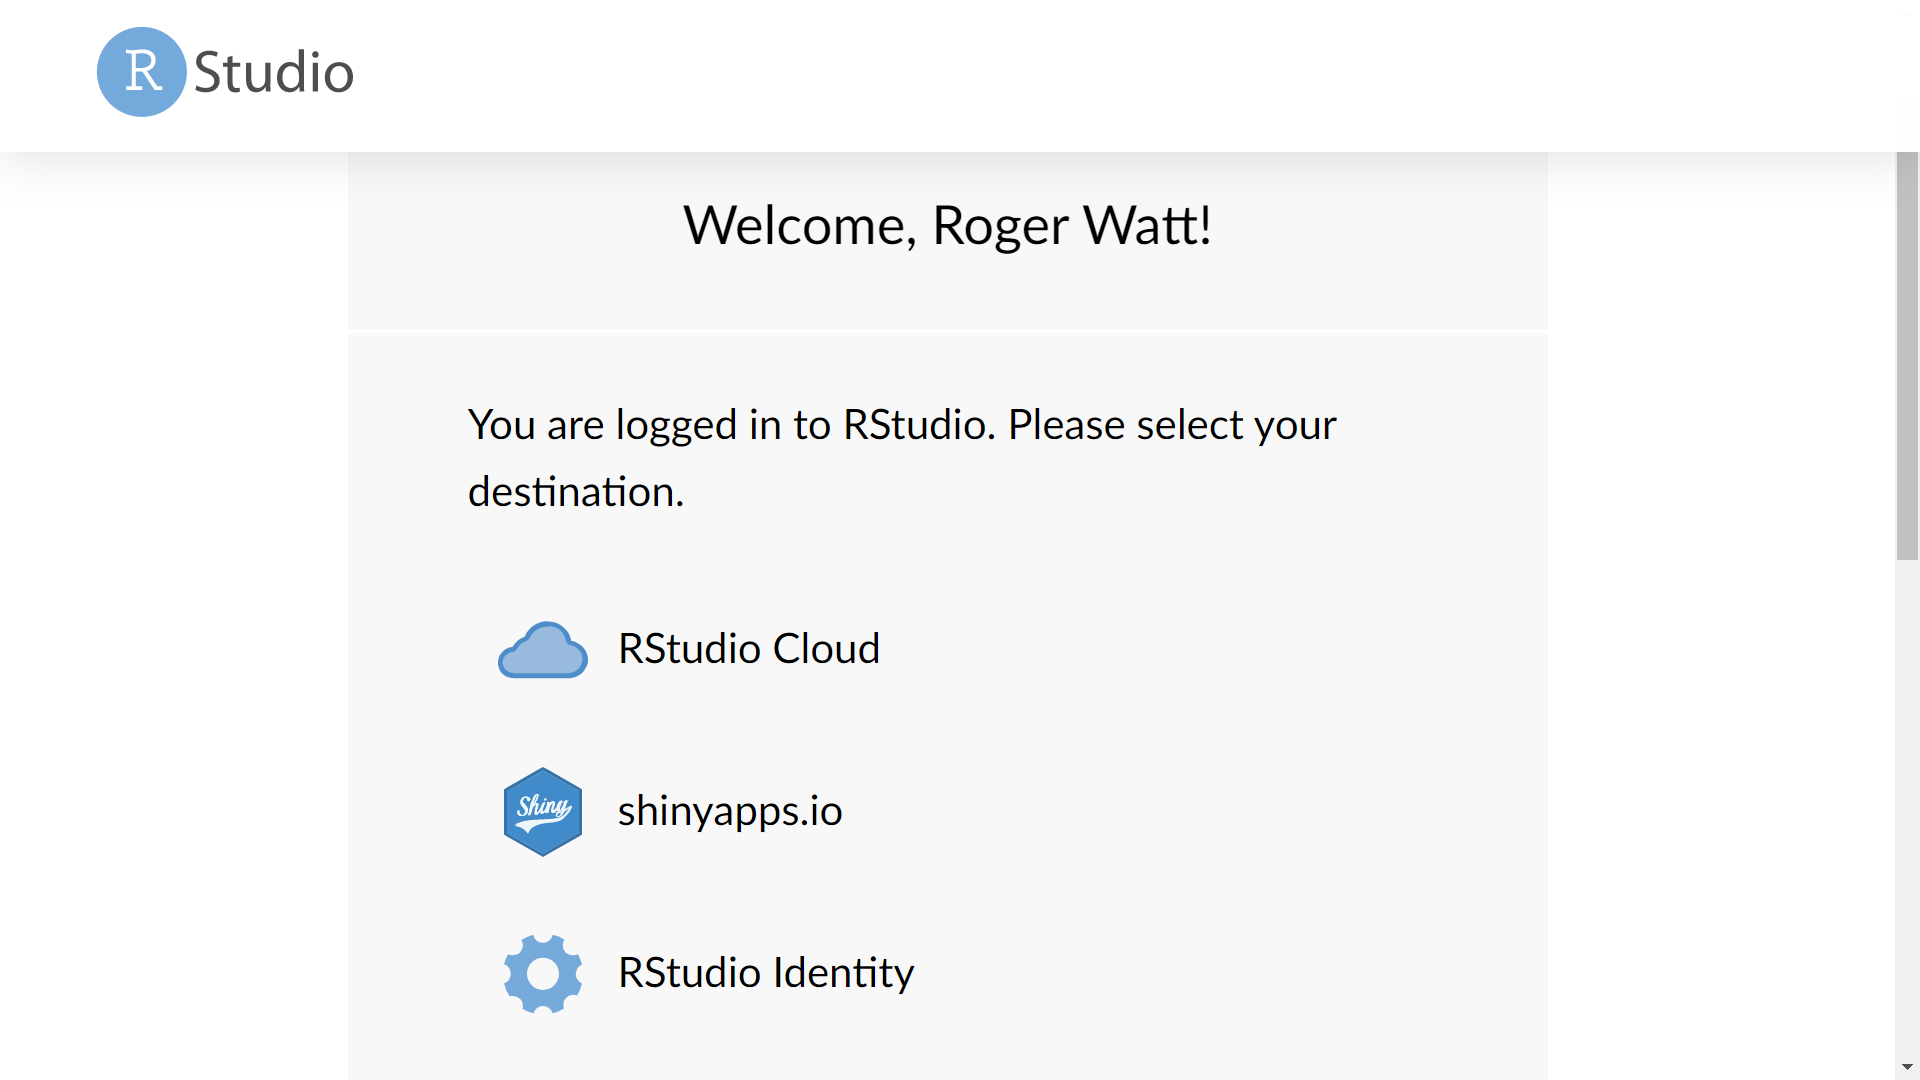 R Studio
Welcome, Roger Watt!
You are logged in to RStudio. Please select your
destination.
RStudio Cloud
Shiny
shinyapps.io
RStudio Identity